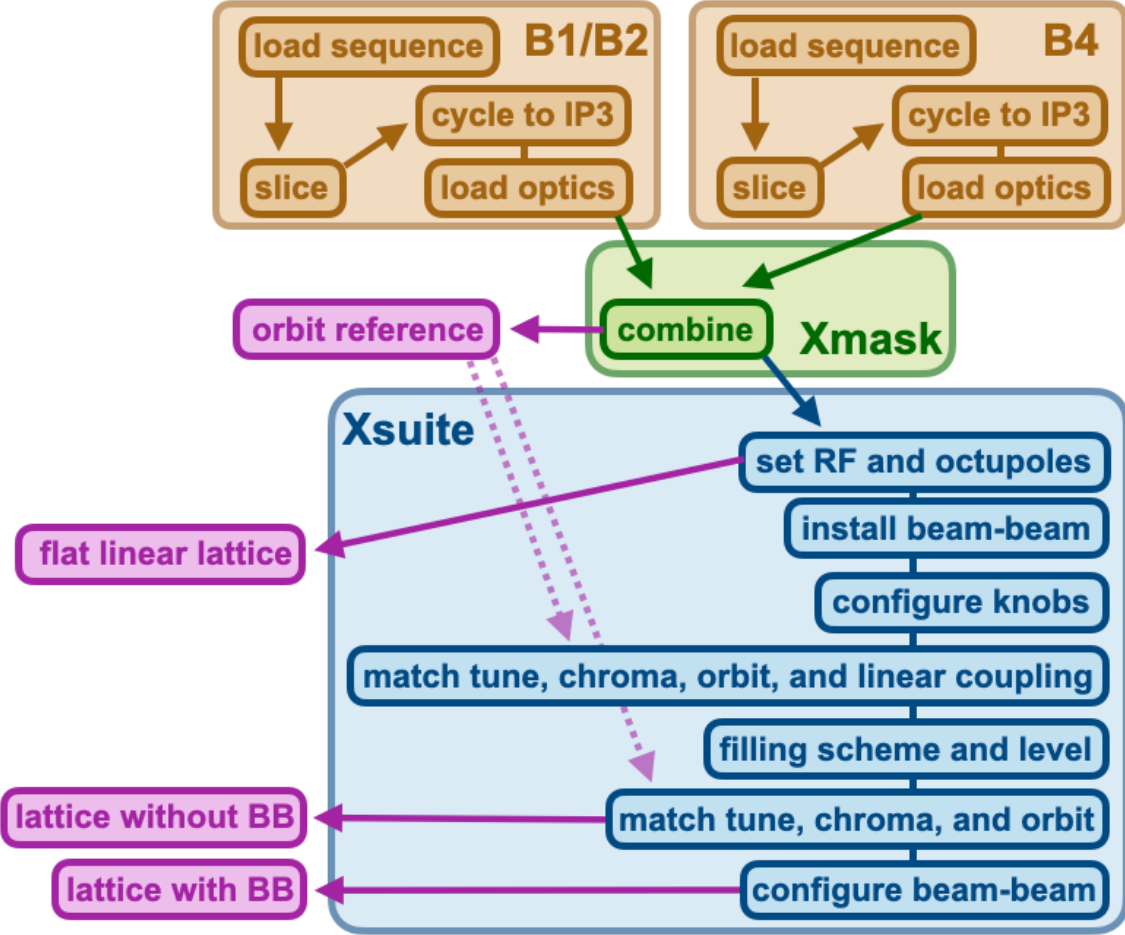 load sequence
B1/B2
cycle to IP3
slice
load optics
load sequence
B4
cycle to IP3
slice
load optics
orbit reference
combine
Xmask
Xsuite
set RF and octupoles
install beam-beam
flat linear lattice
configure knobs
match tune, chroma, orbit, and linear coupling
filling scheme and level
lattice without BB
match tune, chroma, and orbit
lattice with BB
configure beam-beam